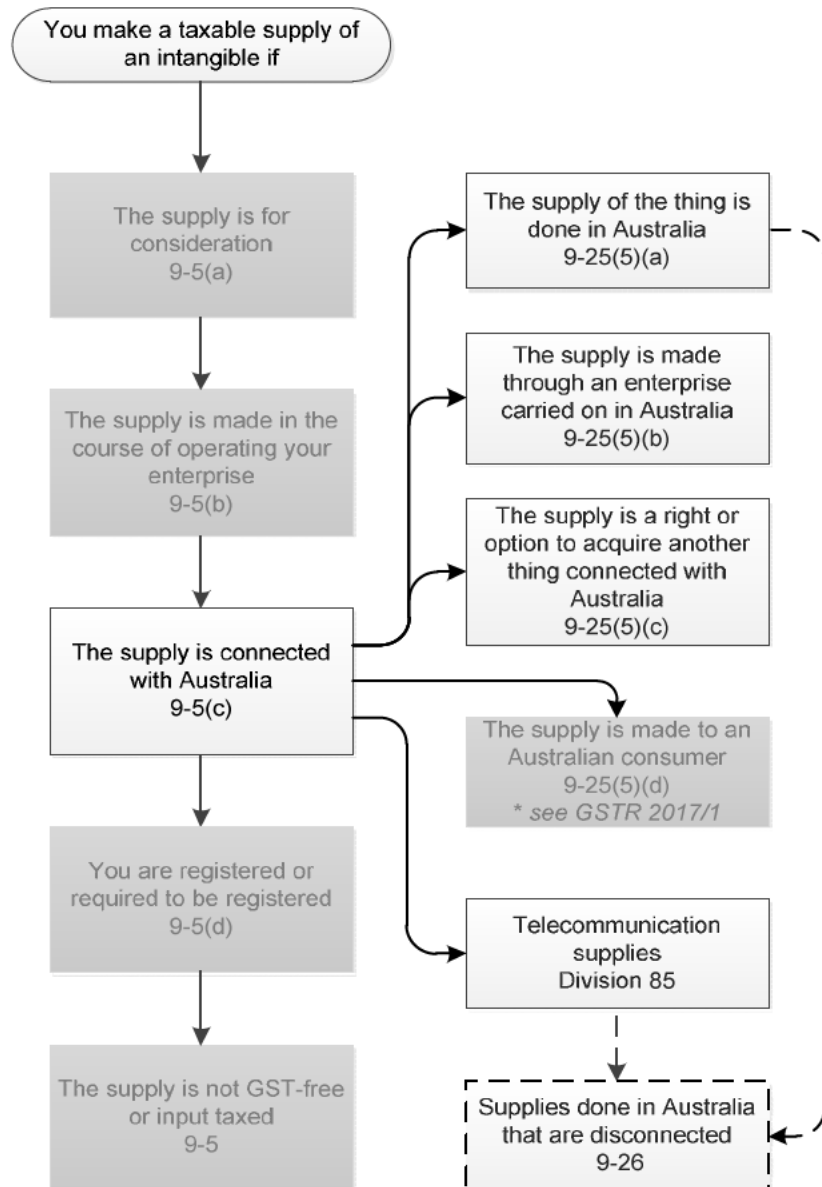 You make a taxable supply of
an intangible if
The supply is for
consideration
9-5(a)
The supply is made in the
course of operating your
enterprise
9-5(b)
The supply is connected
with Australia
9-5(c)
You are registered or
required to be registered
9-5(d)
The supply is not GST-free
or input taxed
9-5
The supply of the thing is
done in Australia
9-25(5)(a)
The supply is made
through an enterprise
carried on in Australia
9-25(5)(b)
The supply is a right or
option to acquire another
thing connected with
Australia
9-25(5)(c)
The supply is made to an
Australian consumer
9-25(5)(d)
* see GSTR 2017/1
Telecommunication
supplies
Division 85
Supplies done in Australia
that are disconnected
9-26